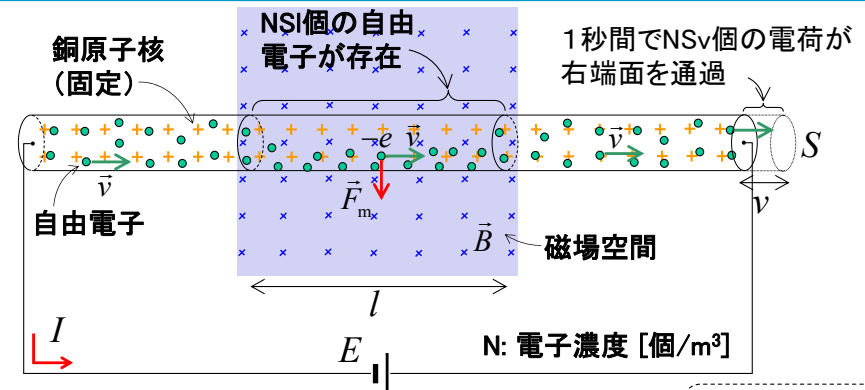 NSl個の自由
電子が存在
1秒間でNSv個の電荷が
右端面を通過
銅原子核
(固定)
−e v⃗
v⃗
S
v⃗
F⃗m
v
自由電子
B⃗
磁場空間
l
I
E
N: 電子濃度 [個/m³]